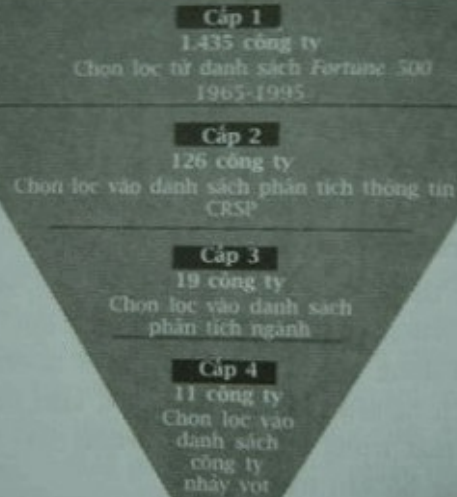 Cấp 1
1.435 công ty
Chọn lọc từ danh sách Fortune 500
1965-1995
Cấp 2
126 công ty
Chọn lọc vào danh sách phân tích thông tin
CRSP
Cấp 3
19 công ty
Chọn lọc vào danh sách
phân tích ngành
Cấp 4
11 công ty
Chọn lọc vào
danh sách
công ty
nhảy vọt